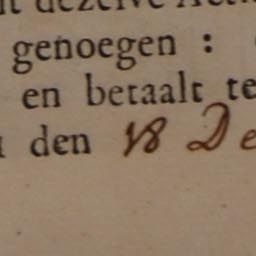 genoegen :
en betaalt te
den 18 De